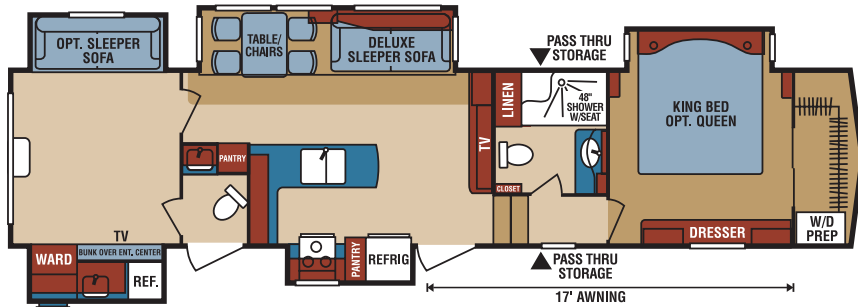 OPT. SLEEPER
SOFA
TABLE/
CHAIRS
DELUXE
SLEEPER SOFA
PASS THRU
STORAGE
LINEN
48"
SHOWER
W/SEAT
KING BED
OPT. QUEEN
TV
PANTRY
CLOSET
TV
BUNK OVER ENT. CENTER
WARD
REF.
PANTRY
REFRIG
DRESSER
W/D
PREP
PASS THRU
STORAGE
17' AWNING